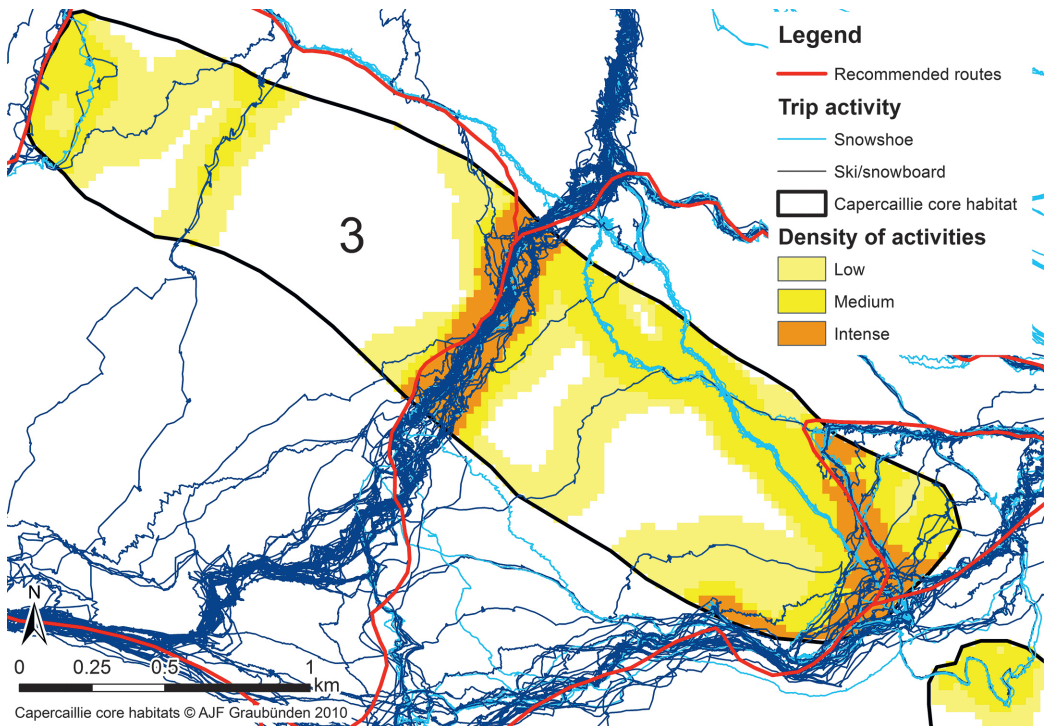 Legend
Recommended routes
Trip activity
Snowshoe
Ski/snowboard
Capercaillie core habitat
Density of activities
Low
Medium
Intense
3
N
0 0.25 0.5 1
km
Capercaillie core habitats © AJF Graubünden 2010